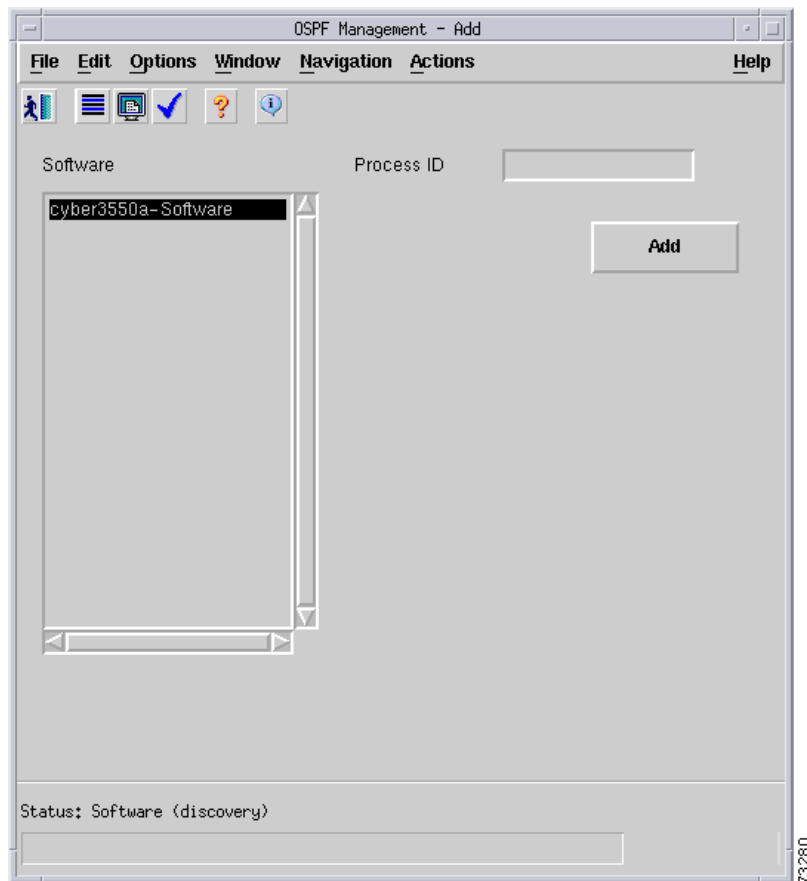 OSPF Management - Add
File Edit Options Window Navigation Actions Help
Software
Process ID
cyber3550a-Software
Add
Status: Software (discovery)
73280